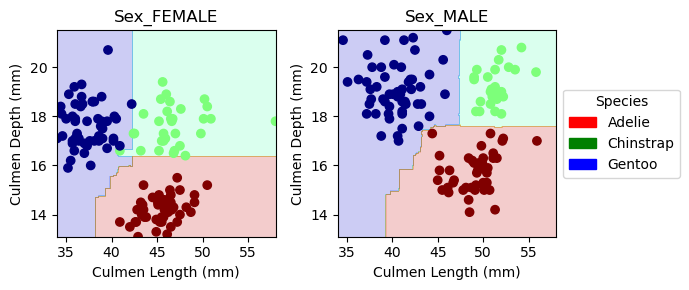 Sex_FEMALE
Culmen Depth (mm)
20
18
16
14
35 40 45 50 55
Culmen Length (mm)
Sex_MALE
Culmen Depth (mm)
20
18
16
14
35 40 45 50 55
Culmen Length (mm)
Species
Adelie
Chinstrap
Gentoo